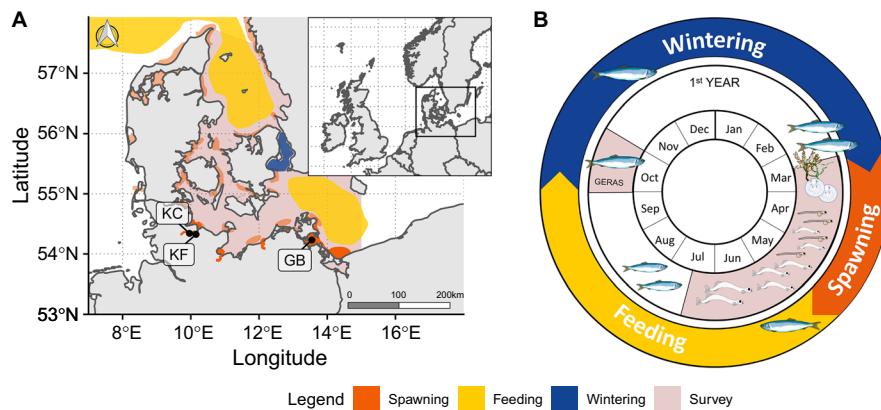 A
57°N
56°N
55°N
54°N
53°N
Latitude
KC
KF
GB
0 100 200km
8°E 10°E 12°E 14°E 16°E
Longitude
B
Wintering
1st YEAR
Dec Jan
Nov Feb
Oct Mar
GERAS
Sep Apr
Aug May
Jul Jun
Spawning
Feeding
Legend Spawning Feeding Wintering Survey